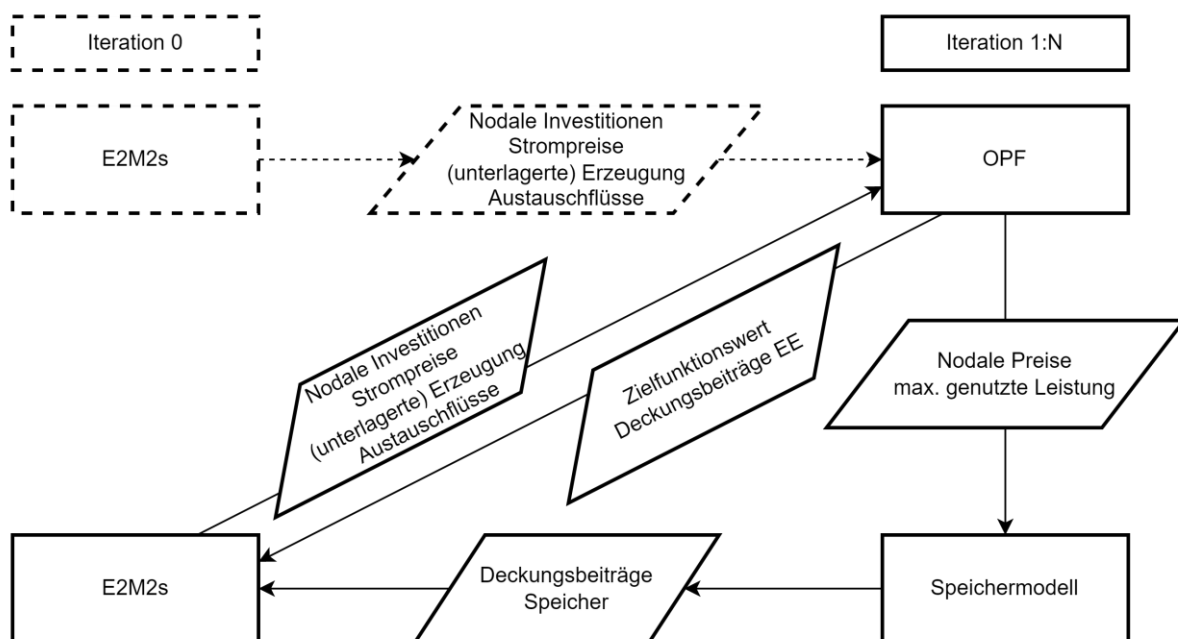 Iteration 0
Iteration 1:N
E2M2s
Nodale Investitionen
Strompreise
(unterlagerte) Erzeugung
Austauschflüsse
OPF
Nodale Investitionen
Strompreise
(unterlagerte) Erzeugung
Austauschflüsse
Zielfunktionswert
Deckungsbeiträge EE
Nodale Preise
max. genutzte Leistung
E2M2s
Deckungsbeiträge
Speicher
Speichermodell